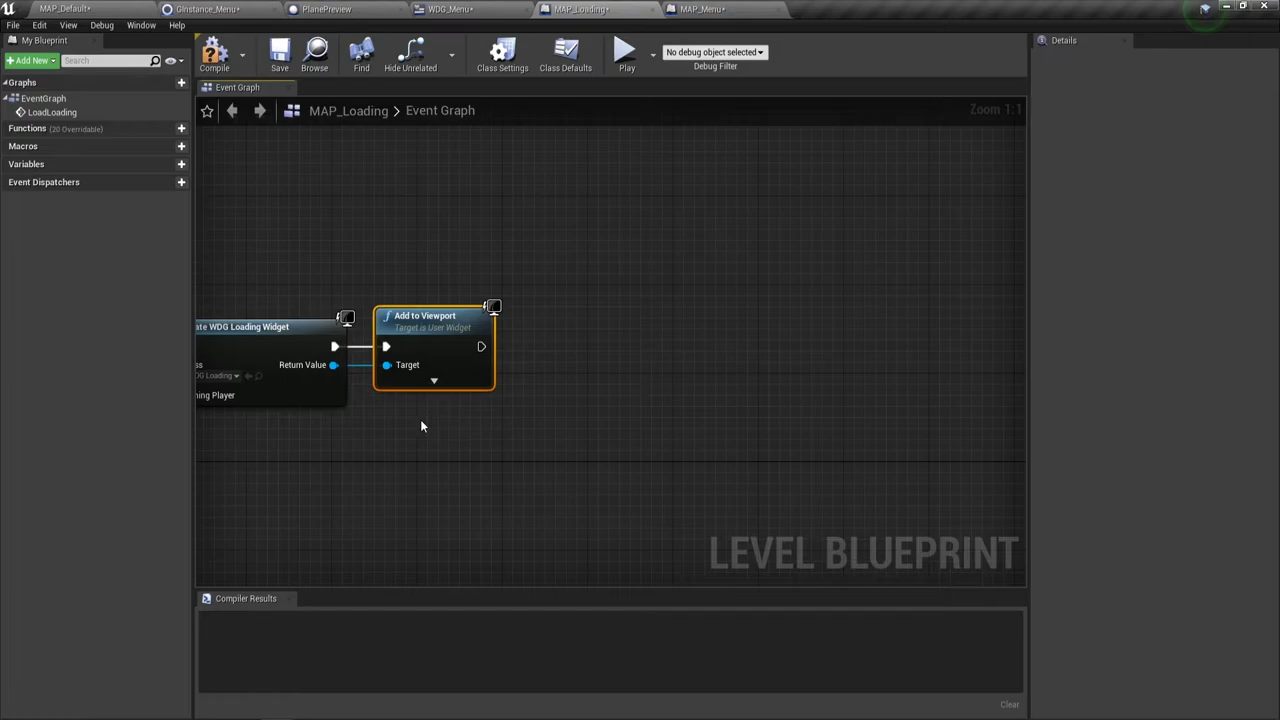 MAP_Default*
GInstance_Menu*
PlanePreview
WDG_Menu*
MAP_Loading*
MAP_Menu*
File Edit View Asset Debug Window Help
My Blueprint
Details
+ Add New
Search
Compile
Save
Browse
Find
Hide Unrelated
Class Settings
Class Defaults
Play
No debug object selected
Debug Filter
Graphs
Event Graph
EventGraph
LoadLoading
MAP_Loading > Event Graph
Zoom 1:1
Functions (20 Overridable)
Macros
Variables
Event Dispatchers
Add to Viewport
Target is User Widget
ate WDG Loading Widget
Return Value
Target
ss
DG Loading
ning Player
LEVEL BLUEPRINT
Compiler Results
Clear